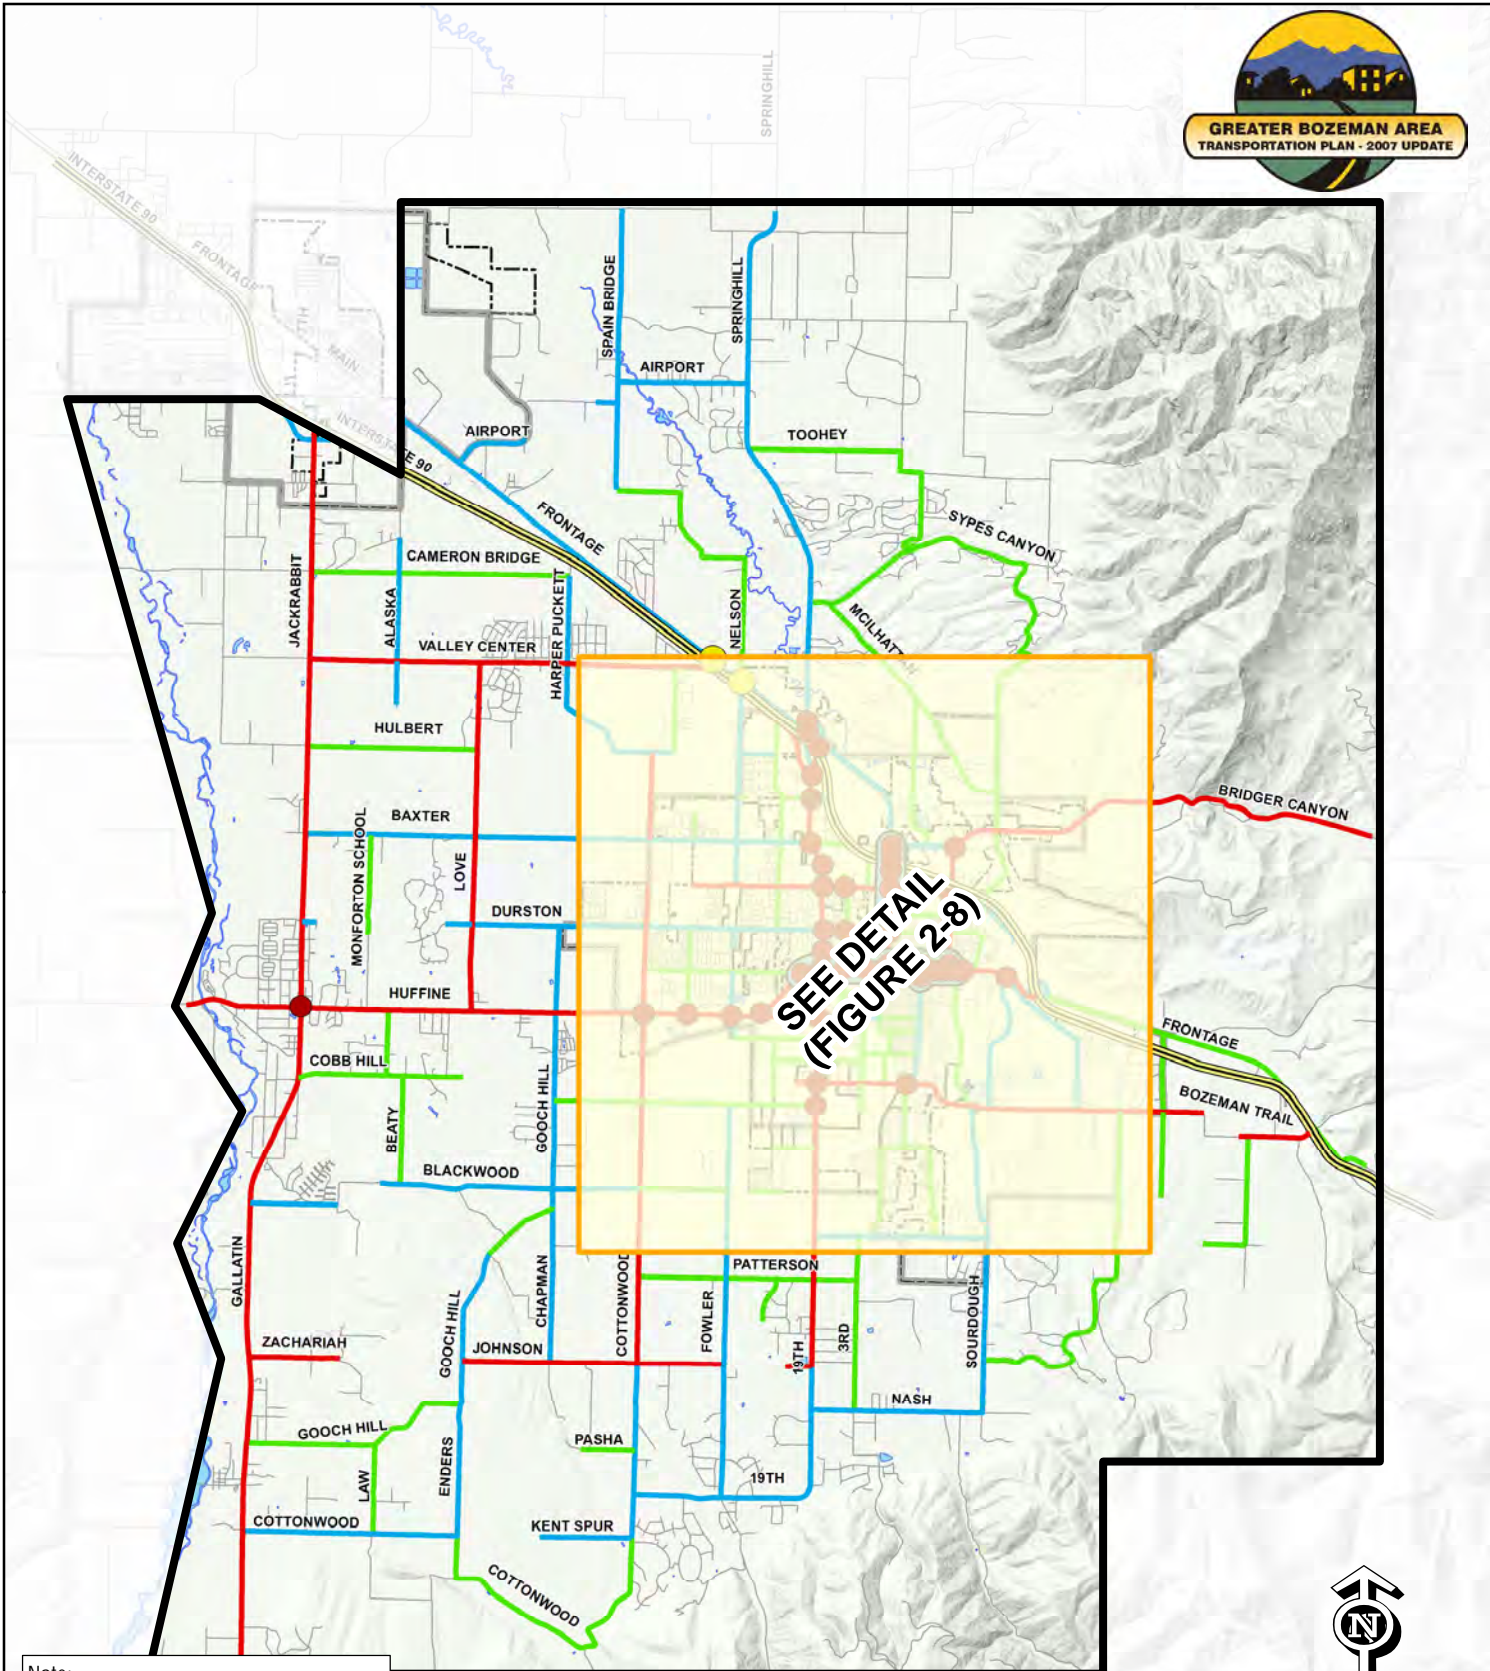 SPRINGHILL
GREATER BOZEMAN AREA
TRANSPORTATION PLAN - 2007 UPDATE
INTERSTATE 90
FRONTAGE
SPAIN BRIDGE
SPRINGHILL
MAIN
AIRPORT
INTERSTATE 90
AIRPORT
TOOHEY
FRONTAGE
SYPES CANYON
JACKRABBIT
CAMERON BRIDGE
ALASKA
HARPER PUCKETT
NELSON
MCILHATTAN
VALLEY CENTER
HULBERT
BAXTER
BRIDGER CANYON
MONFORTON SCHOOL
LOVE
DURSTON
SEE DETAIL
(FIGURE 2-8)
HUFFINE
FRONTAGE
COBB HILL
GOOCH HILL
BOZEMAN TRAIL
BEATY
BLACKWOOD
GALLATIN
CHAPMAN
COTTONWOOD
PATTERSON
FOWLER
GOOCH HILL
SOURDOUGH
ZACHARIAH
JOHNSON
19TH
3RD
NASH
GOOCH HILL
PASHA
ENDERS
LAW
19TH
COTTONWOOD
KENT SPUR
COTTONWOOD
N
Note: